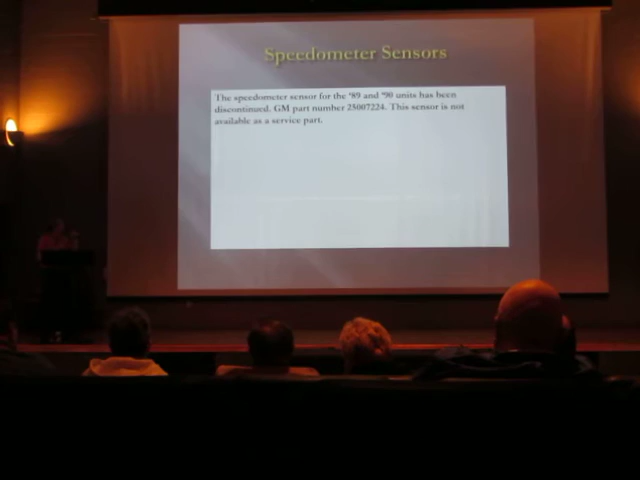 Speedometer Sensors
The speedometer sensor for the '89 and '90 units has been
discontinued. GM part number 25007224. This sensor is not
available as a service part.